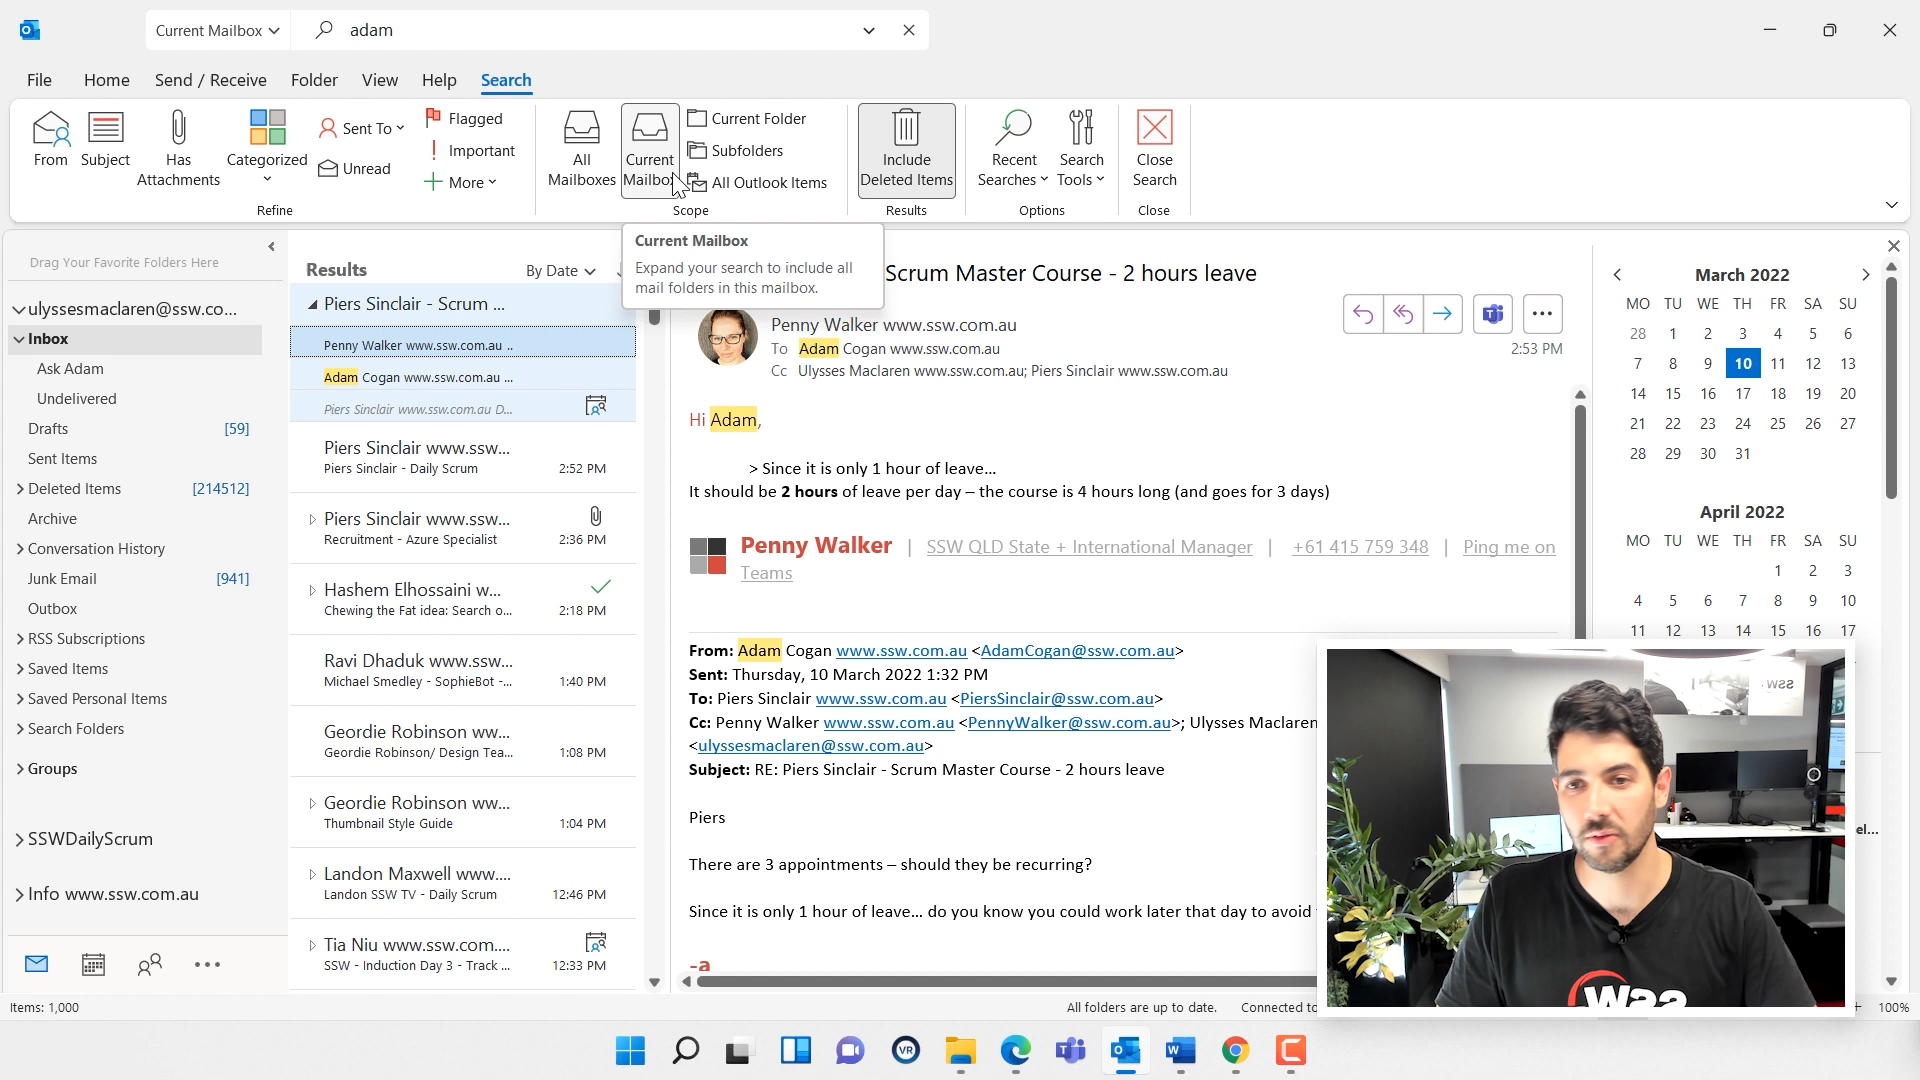 Current Mailbox
adam
File Home Send / Receive Folder View Help Search
From
Subject
Has
Attachments
Categorized
Sent To
Unread
Flagged
Important
More
Refine
All
Mailboxes
Current
Mailbox
Current Folder
Subfolders
All Outlook Items
Scope
Include
Deleted Items
Results
Recent
Searches
Search
Tools
Options
Close
Search
Close
Current Mailbox
Expand your search to include all
mail folders in this mailbox.
Drag Your Favorite Folders Here
ulyssesmaclaren@ssw.co...
Inbox
Ask Adam
Undelivered
Drafts [59]
Sent Items
Deleted Items [214512]
Archive
Conversation History
Junk Email [941]
Outbox
RSS Subscriptions
Saved Items
Saved Personal Items
Search Folders
Groups
SSWDailyScrum
Info www.ssw.com.au
Items: 1,000
Results By Date
Piers Sinclair - Scrum ...
Penny Walker www.ssw.com.au ..
Adam Cogan www.ssw.com.au ...
Piers Sinclair www.ssw.com.au D...
Piers Sinclair www.ssw...
Piers Sinclair - Daily Scrum 2:52 PM
Piers Sinclair www.ssw...
Recruitment - Azure Specialist 2:36 PM
Hashem Elhossaini w...
Chewing the Fat idea: Search o... 2:18 PM
Ravi Dhaduk www.ssw...
Michael Smedley - SophieBot -... 1:40 PM
Geordie Robinson ww...
Geordie Robinson/ Design Tea... 1:08 PM
Geordie Robinson ww...
Thumbnail Style Guide 1:04 PM
Landon Maxwell www....
Landon SSW TV - Daily Scrum 12:46 PM
Tia Niu www.ssw.com....
SSW - Induction Day 3 - Track ... 12:33 PM
Scrum Master Course - 2 hours leave
Penny Walker www.ssw.com.au
To Adam Cogan www.ssw.com.au 2:53 PM
Cc Ulysses Maclaren www.ssw.com.au; Piers Sinclair www.ssw.com.au
Hi Adam,
> Since it is only 1 hour of leave...
It should be 2 hours of leave per day – the course is 4 hours long (and goes for 3 days)
Penny Walker | SSW QLD State + International Manager | +61 415 759 348 | Ping me on
Teams
From: Adam Cogan www.ssw.com.au <AdamCogan@ssw.com.au>
Sent: Thursday, 10 March 2022 1:32 PM
To: Piers Sinclair www.ssw.com.au <PiersSinclair@ssw.com.au>
Cc: Penny Walker www.ssw.com.au <PennyWalker@ssw.com.au>; Ulysses Maclaren
<ulyssesmaclaren@ssw.com.au>
Subject: RE: Piers Sinclair - Scrum Master Course - 2 hours leave
Piers
There are 3 appointments – should they be recurring?
Since it is only 1 hour of leave... do you know you could work later that day to avoid
-a
All folders are up to date. Connected to
100%
March 2022
MO TU WE TH FR SA SU
28 1 2 3 4 5 6
7 8 9 10 11 12 13
14 15 16 17 18 19 20
21 22 23 24 25 26 27
28 29 30 31
April 2022
MO TU WE TH FR SA SU
1 2 3
4 5 6 7 8 9 10
11 12 13 14 15 16 17
el...
VR